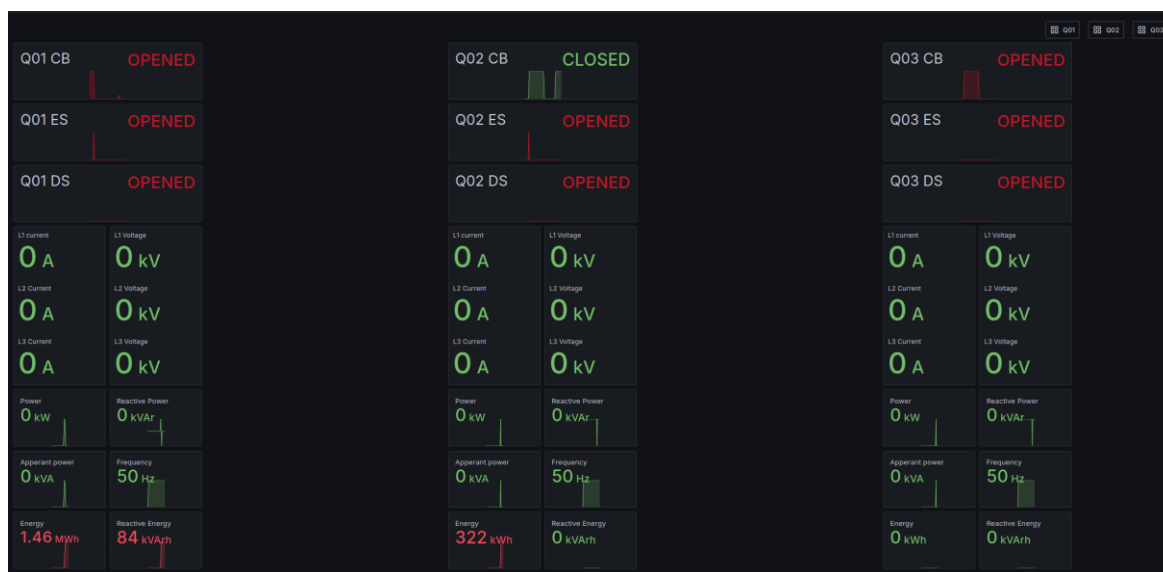 Q01 Q02 Q03
Q01 CB OPENED
Q02 CB CLOSED
Q03 CB OPENED
Q01 ES OPENED
Q02 ES OPENED
Q03 ES OPENED
Q01 DS OPENED
Q02 DS OPENED
Q03 DS OPENED
L1 current L1 Voltage L1 current L1 Voltage L1 current L1 Voltage
0 A 0 kV 0 A 0 kV 0 A 0 kV
L2 Current L2 Voltage L2 Current L2 Voltage L2 Current L2 Voltage
0 A 0 kV 0 A 0 kV 0 A 0 kV
L3 Current L3 Voltage L3 Current L3 Voltage L3 Current L3 Voltage
0 A 0 kV 0 A 0 kV 0 A 0 kV
Power Reactive Power Power Reactive Power Power Reactive Power
0 kW 0 kVAr 0 kW 0 kVAr 0 kW 0 kVAr
Apperant power Frequency Apperant power Frequency Apperant power Frequency
0 kVA 50 Hz 0 kVA 50 Hz 0 kVA 50 Hz
Energy Reactive Energy Energy Reactive Energy Energy Reactive Energy
1.46 MWh 84 kVArh 322 kWh 0 kVArh 0 kWh 0 kVArh